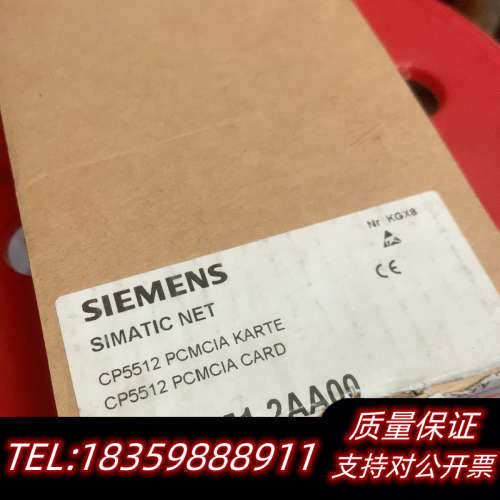 Nr KGX8
SIEMENS
SIMATIC NET
CP5512 PCMCIA KARTE
CP5512 PCMCIA CARD
2AA00
TEL:18359888911
质量保证
支持对公开票